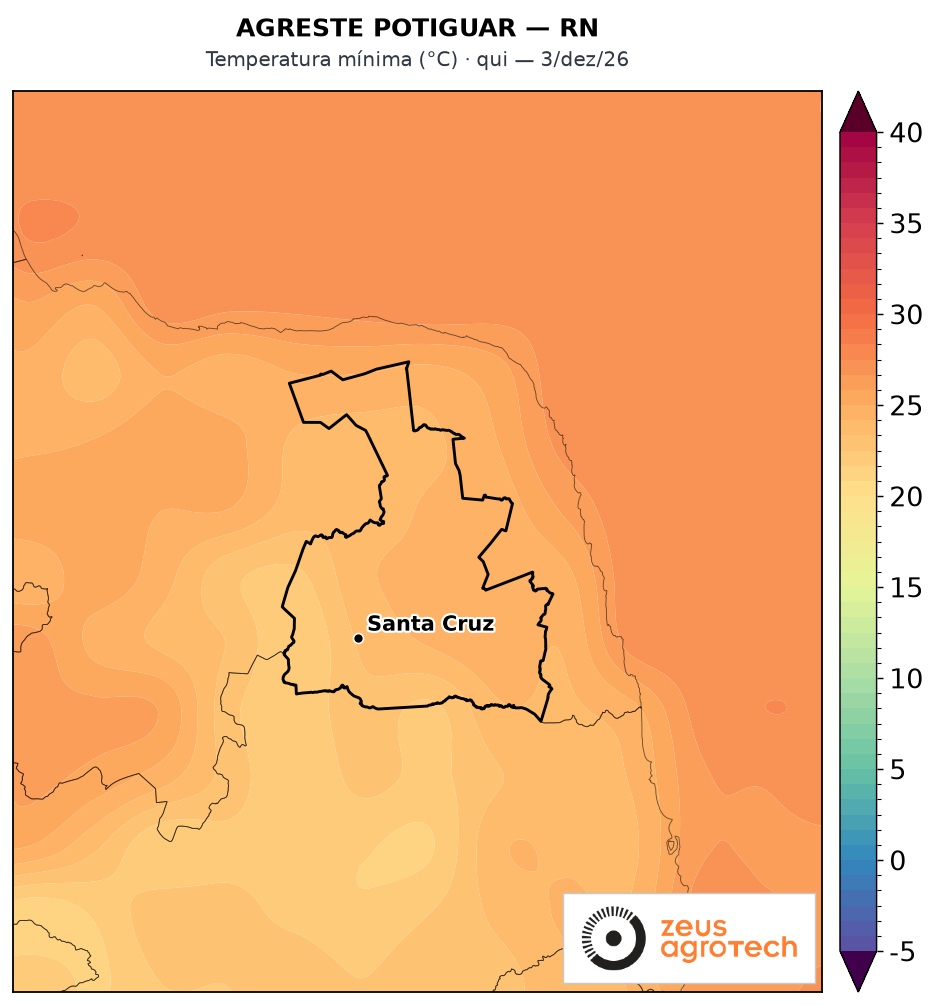 AGRESTE POTIGUAR — RN
Temperatura mínima (°C) · qui — 3/dez/26
40
35
30
25
20
15
10
5
0
-5
Santa Cruz
zeus
agrotech